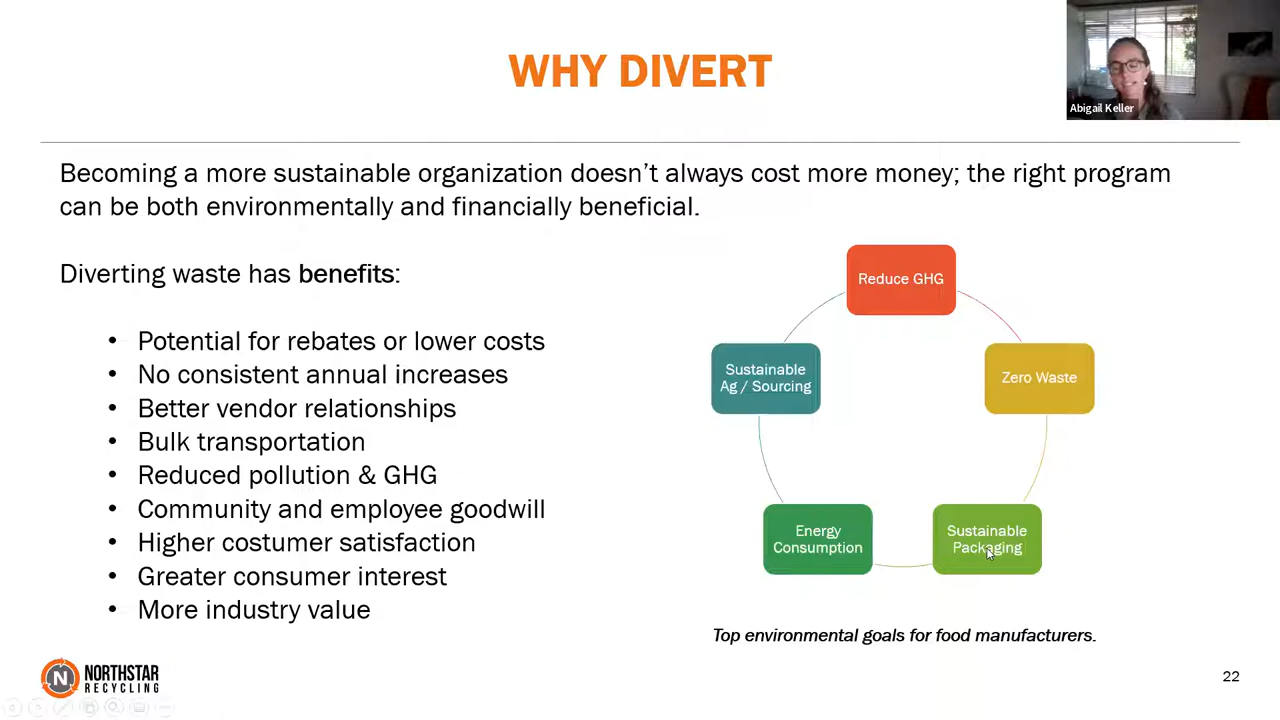 WHY DIVERT
Abigail Keller
Becoming a more sustainable organization doesn't always cost more money; the right program
can be both environmentally and financially beneficial.
Diverting waste has benefits:
• Potential for rebates or lower costs
• No consistent annual increases
• Better vendor relationships
• Bulk transportation
• Reduced pollution & GHG
• Community and employee goodwill
• Higher costumer satisfaction
• Greater consumer interest
• More industry value
Reduce GHG
Zero Waste
Sustainable
Packaging
Energy
Consumption
Sustainable
Ag / Sourcing
Top environmental goals for food manufacturers.
N
NORTHSTAR
RECYCLING
22